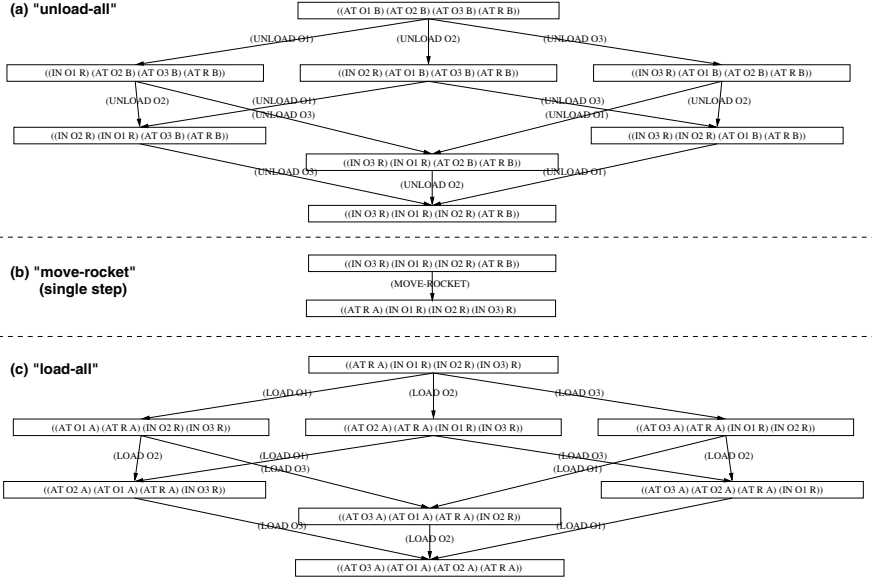 (a) "unload-all"
((AT O1 B) (AT O2 B) (AT O3 B) (AT R B))
(UNLOAD O1)
(UNLOAD O2)
(UNLOAD O3)
((IN O1 R) (AT O2 B) (AT O3 B) (AT R B))
((IN O2 R) (AT O1 B) (AT O3 B) (AT R B))
((IN O3 R) (AT O1 B) (AT O2 B) (AT R B))
(UNLOAD O2)
(UNLOAD O1)
(UNLOAD O3)
(UNLOAD O3)
(UNLOAD O1)
(UNLOAD O2)
((IN O2 R) (IN O1 R) (AT O3 B) (AT R B))
((IN O3 R) (IN O2 R) (AT O1 B) (AT R B))
((IN O3 R) (IN O1 R) (AT O2 B) (AT R B))
(UNLOAD O3)
(UNLOAD O2)
(UNLOAD O1)
((IN O3 R) (IN O1 R) (IN O2 R) (AT R B))
(b) "move-rocket"
(single step)
((IN O3 R) (IN O1 R) (IN O2 R) (AT R B))
(MOVE-ROCKET)
((AT R A) (IN O1 R) (IN O2 R) (IN O3) R)
(c) "load-all"
((AT R A) (IN O1 R) (IN O2 R) (IN O3) R)
(LOAD O1)
(LOAD O2)
(LOAD O3)
((AT O1 A) (AT R A) (IN O2 R) (IN O3 R))
((AT O2 A) (AT R A) (IN O1 R) (IN O3 R))
((AT O3 A) (AT R A) (IN O1 R) (IN O2 R))
(LOAD O2)
(LOAD O1)
(LOAD O3)
(LOAD O3)
(LOAD O1)
(LOAD O2)
((AT O2 A) (AT O1 A) (AT R A) (IN O3 R))
((AT O3 A) (AT O2 A) (AT R A) (IN O1 R))
((AT O3 A) (AT O1 A) (AT R A) (IN O2 R))
(LOAD O3)
(LOAD O2)
(LOAD O1)
((AT O3 A) (AT O1 A) (AT O2 A) (AT R A))